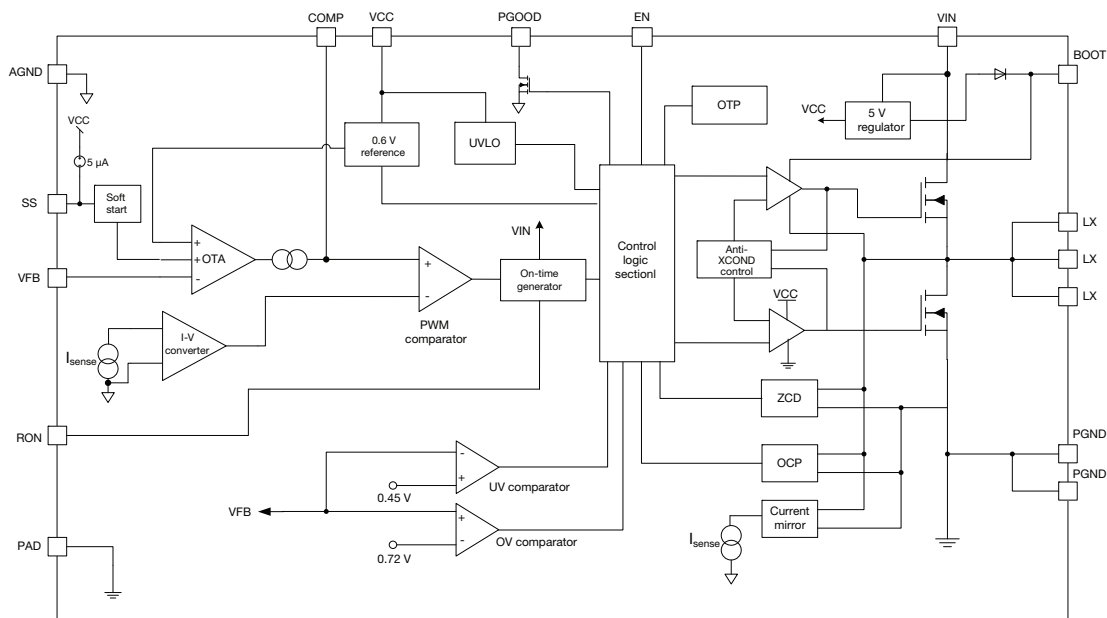 COMP
VCC
PGOOD
EN
VIN
BOOT
AGND
VCC
5 µA
0.6 V
reference
UVLO
OTP
VCC
5 V
regulator
SS
Soft
start
VIN
+
+
-
OTA
VFB
+
-
PWM
comparator
On-time
generator
Control
logic
sectionl
Anti-
XCOND
control
VCC
LX
LX
LX
I-V
converter
Isense
ZCD
RON
OCP
PGND
PGND
-
+
0.45 V
UV comparator
VFB
+
-
0.72 V
OV comparator
Current
mirror
Isense
PAD